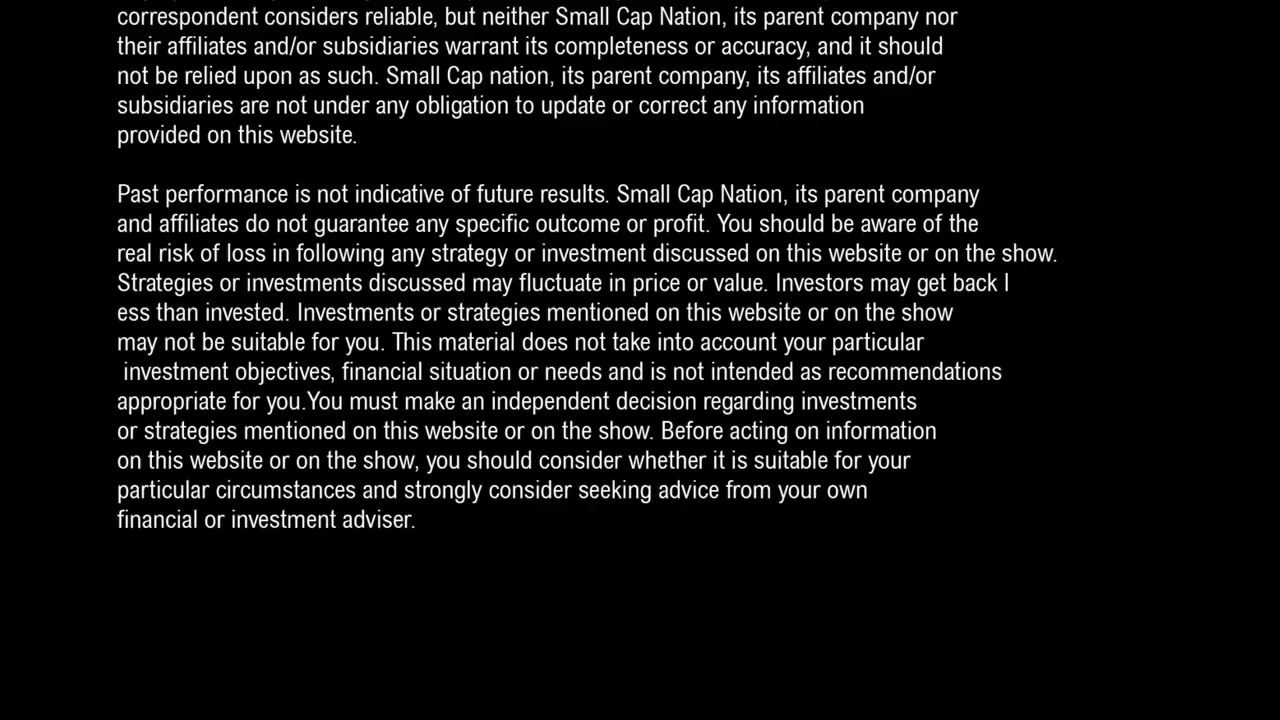 correspondent considers reliable, but neither Small Cap Nation, its parent company nor
their affiliates and/or subsidiaries warrant its completeness or accuracy, and it should
not be relied upon as such. Small Cap nation, its parent company, its affiliates and/or
subsidiaries are not under any obligation to update or correct any information
provided on this website.
Past performance is not indicative of future results. Small Cap Nation, its parent company
and affiliates do not guarantee any specific outcome or profit. You should be aware of the
real risk of loss in following any strategy or investment discussed on this website or on the show.
Strategies or investments discussed may fluctuate in price or value. Investors may get back l
ess than invested. Investments or strategies mentioned on this website or on the show
may not be suitable for you. This material does not take into account your particular
investment objectives, financial situation or needs and is not intended as recommendations
appropriate for you.You must make an independent decision regarding investments
or strategies mentioned on this website or on the show. Before acting on information
on this website or on the show, you should consider whether it is suitable for your
particular circumstances and strongly consider seeking advice from your own
financial or investment adviser.